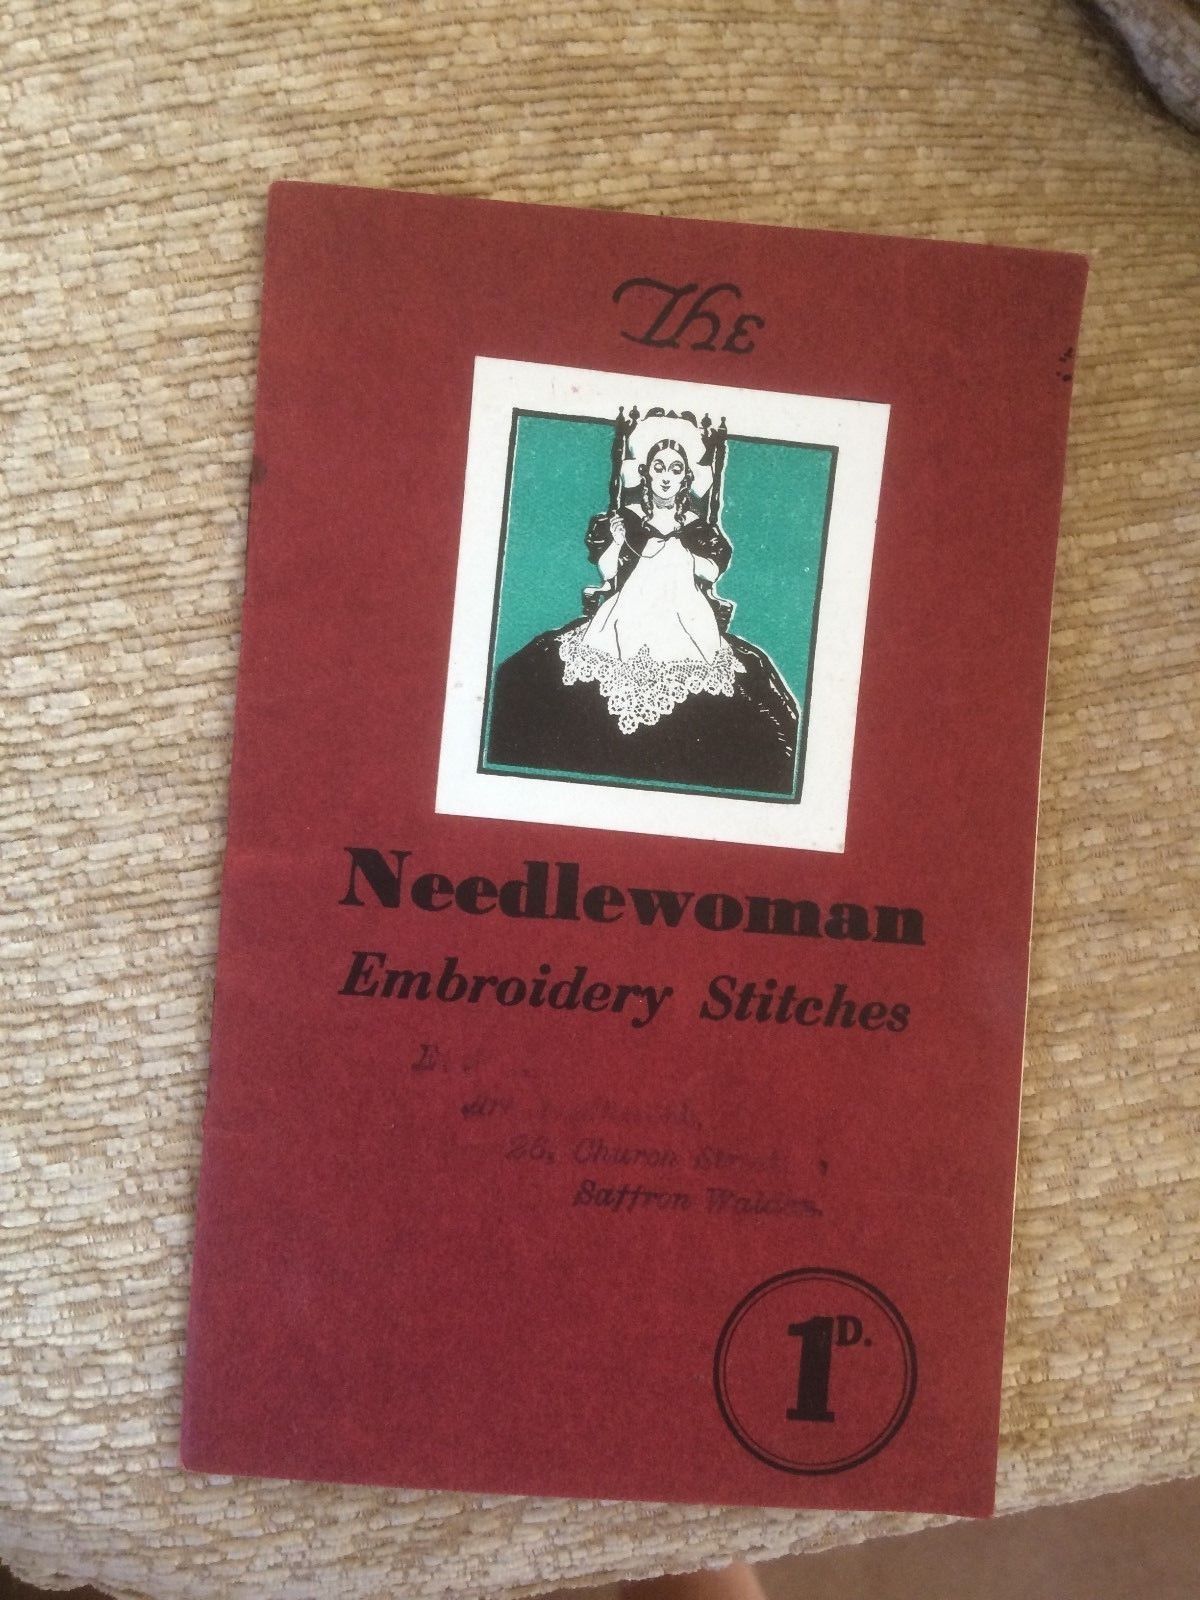 The
Needlewoman
Embroidery Stitches
E.
26, Church Street,
Saffron Walden.
1D.